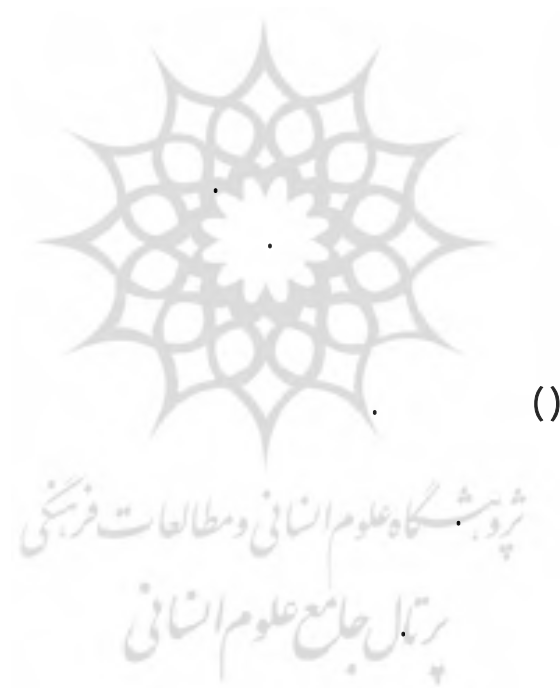 ()
پژوهشگاه علوم انسانی و مطالعات فرهنگی
پرتال جامع علوم انسانی